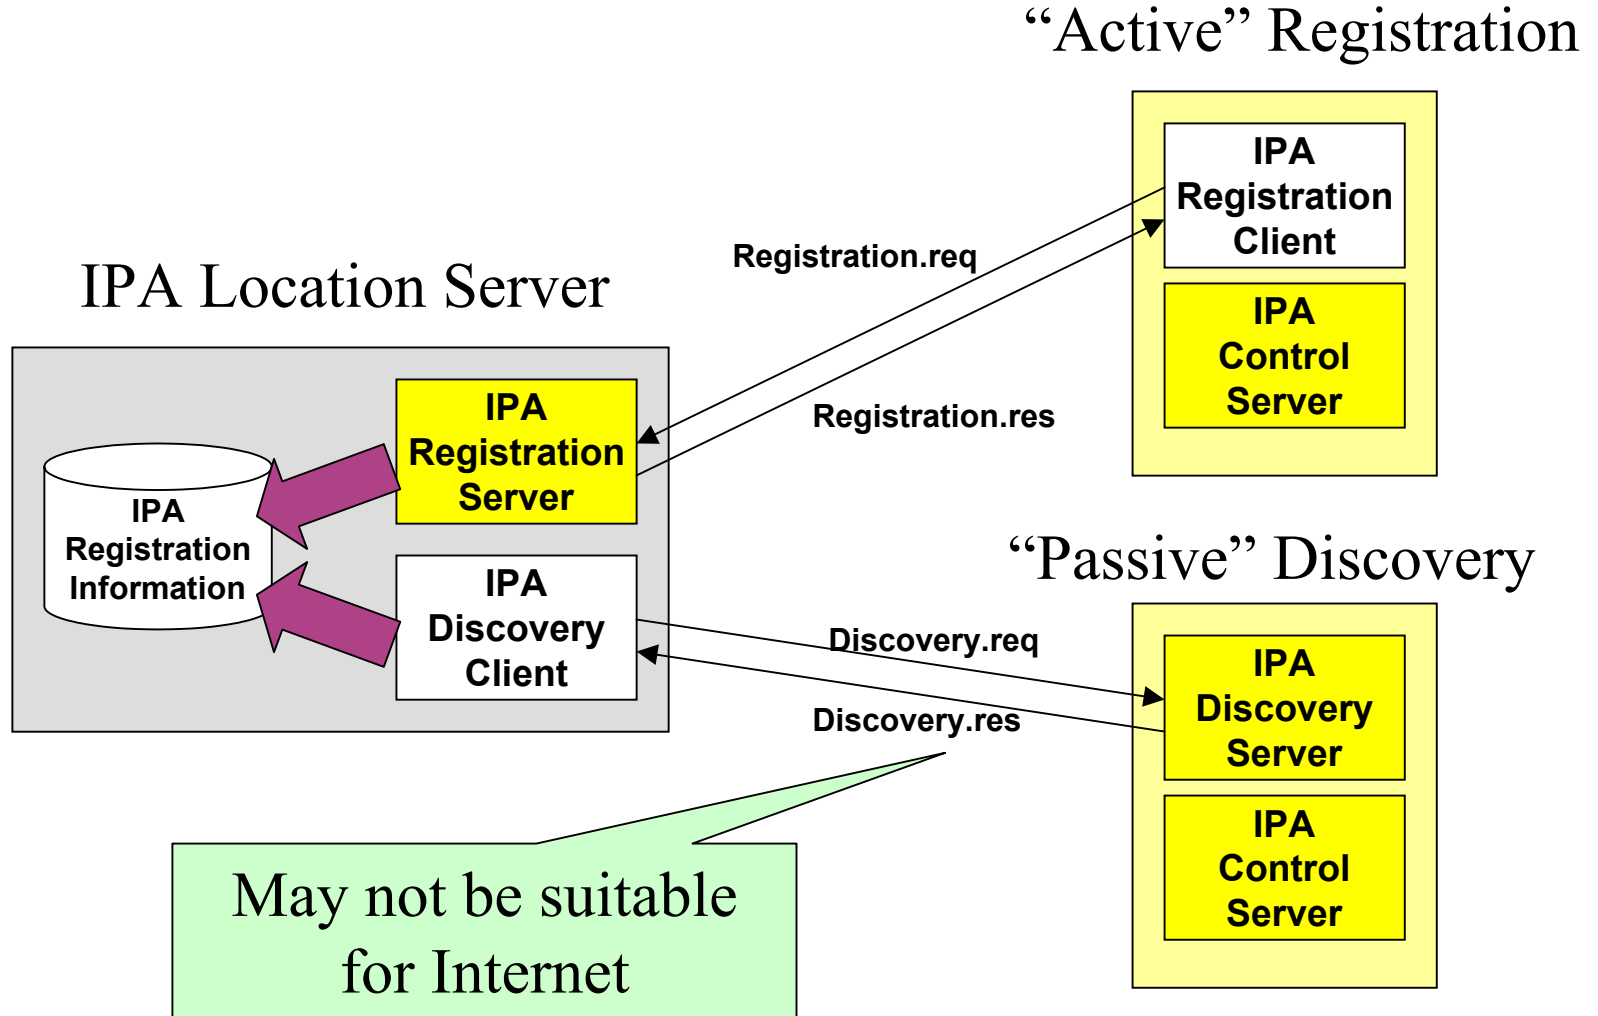 “Active” Registration
IPA
Registration
Client
IPA
Control
Server
Registration.req
Registration.res
IPA Location Server
IPA
Registration
Server
IPA
Registration
Information
IPA
Discovery
Client
“Passive” Discovery
Discovery.req
Discovery.res
IPA
Discovery
Server
IPA
Control
Server
May not be suitable
for Internet